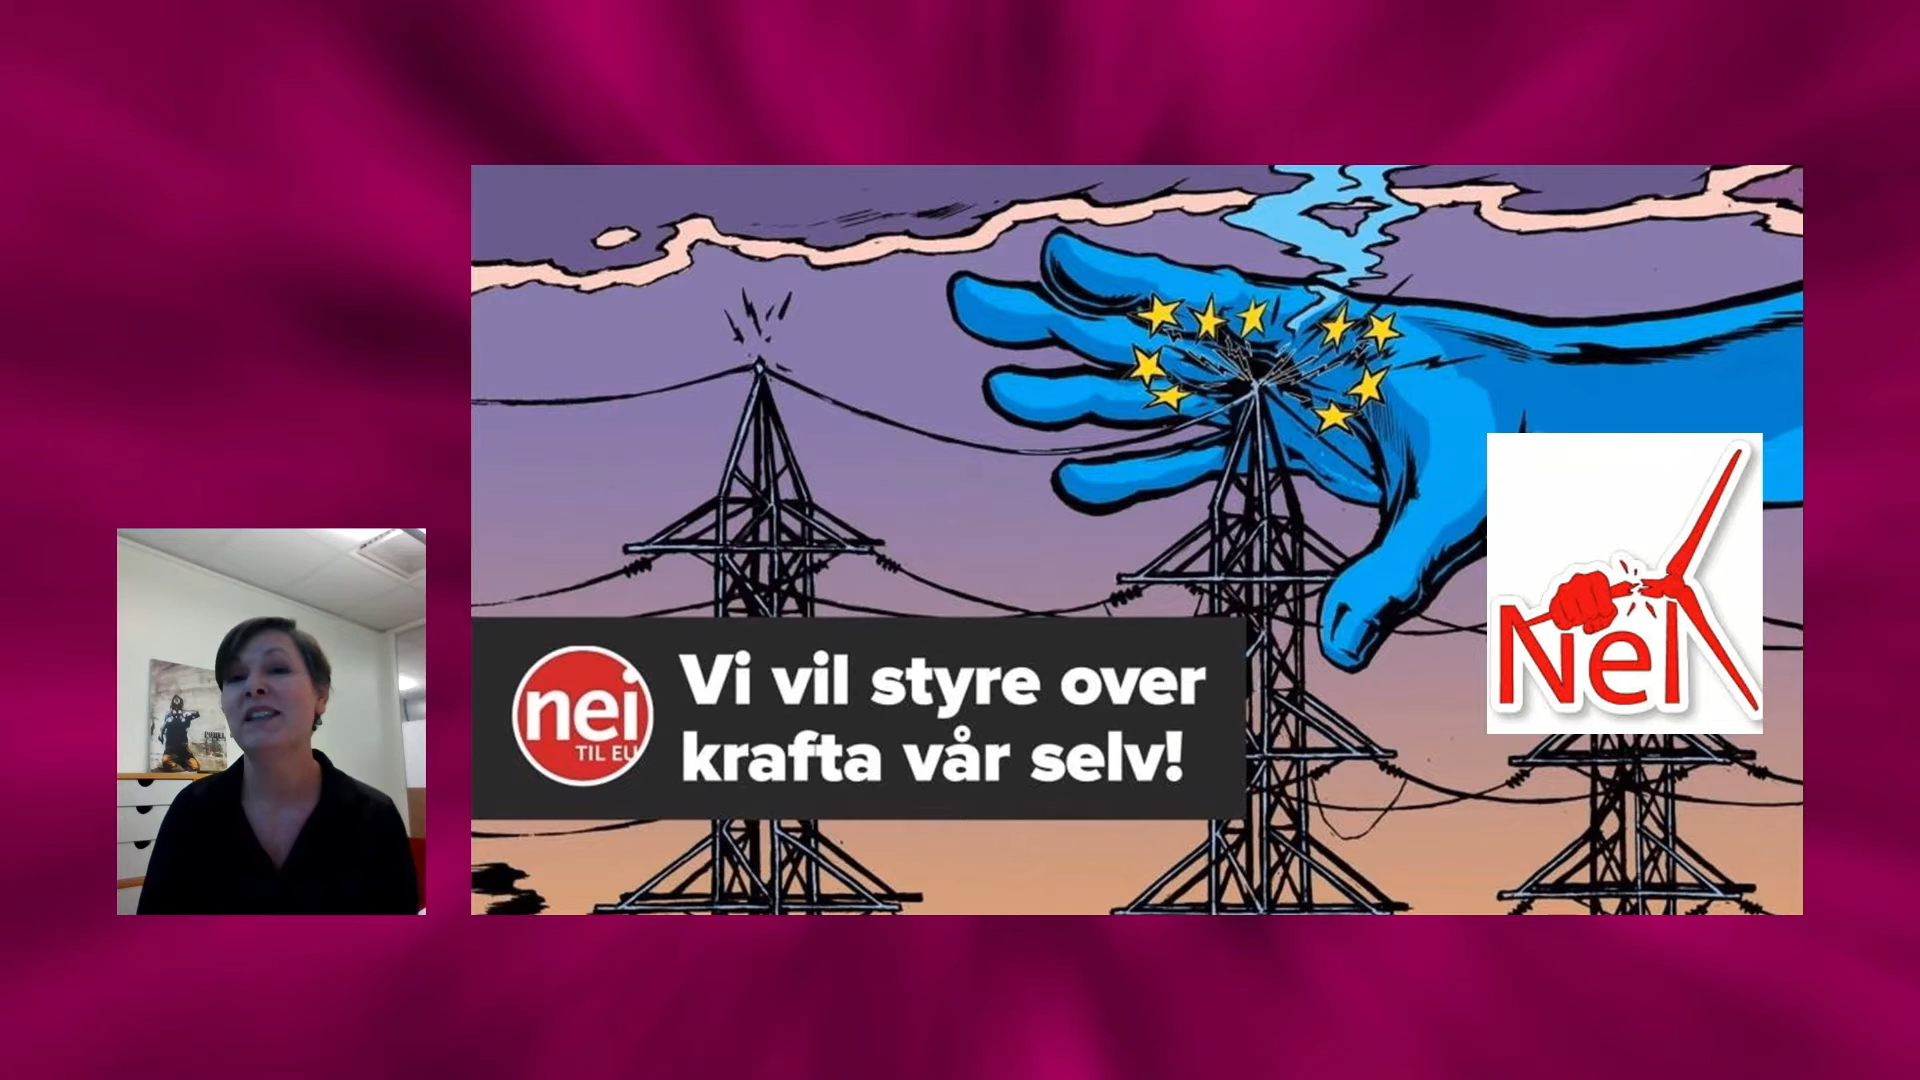 nei
TIL EU
Vi vil styre over
krafta vår selv!
Nei